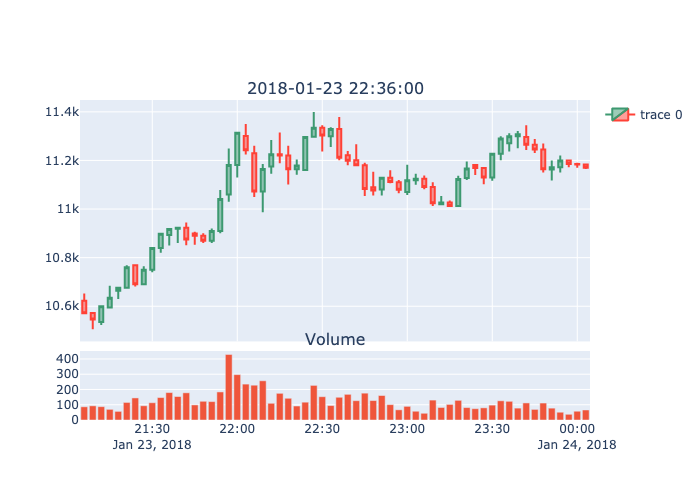 2018-01-23 22:36:00
trace 0
11.4k
11.2k
11k
10.8k
10.6k
Volume
400
300
200
100
0
21:30 22:00 22:30 23:00 23:30 00:00
Jan 23, 2018 Jan 24, 2018